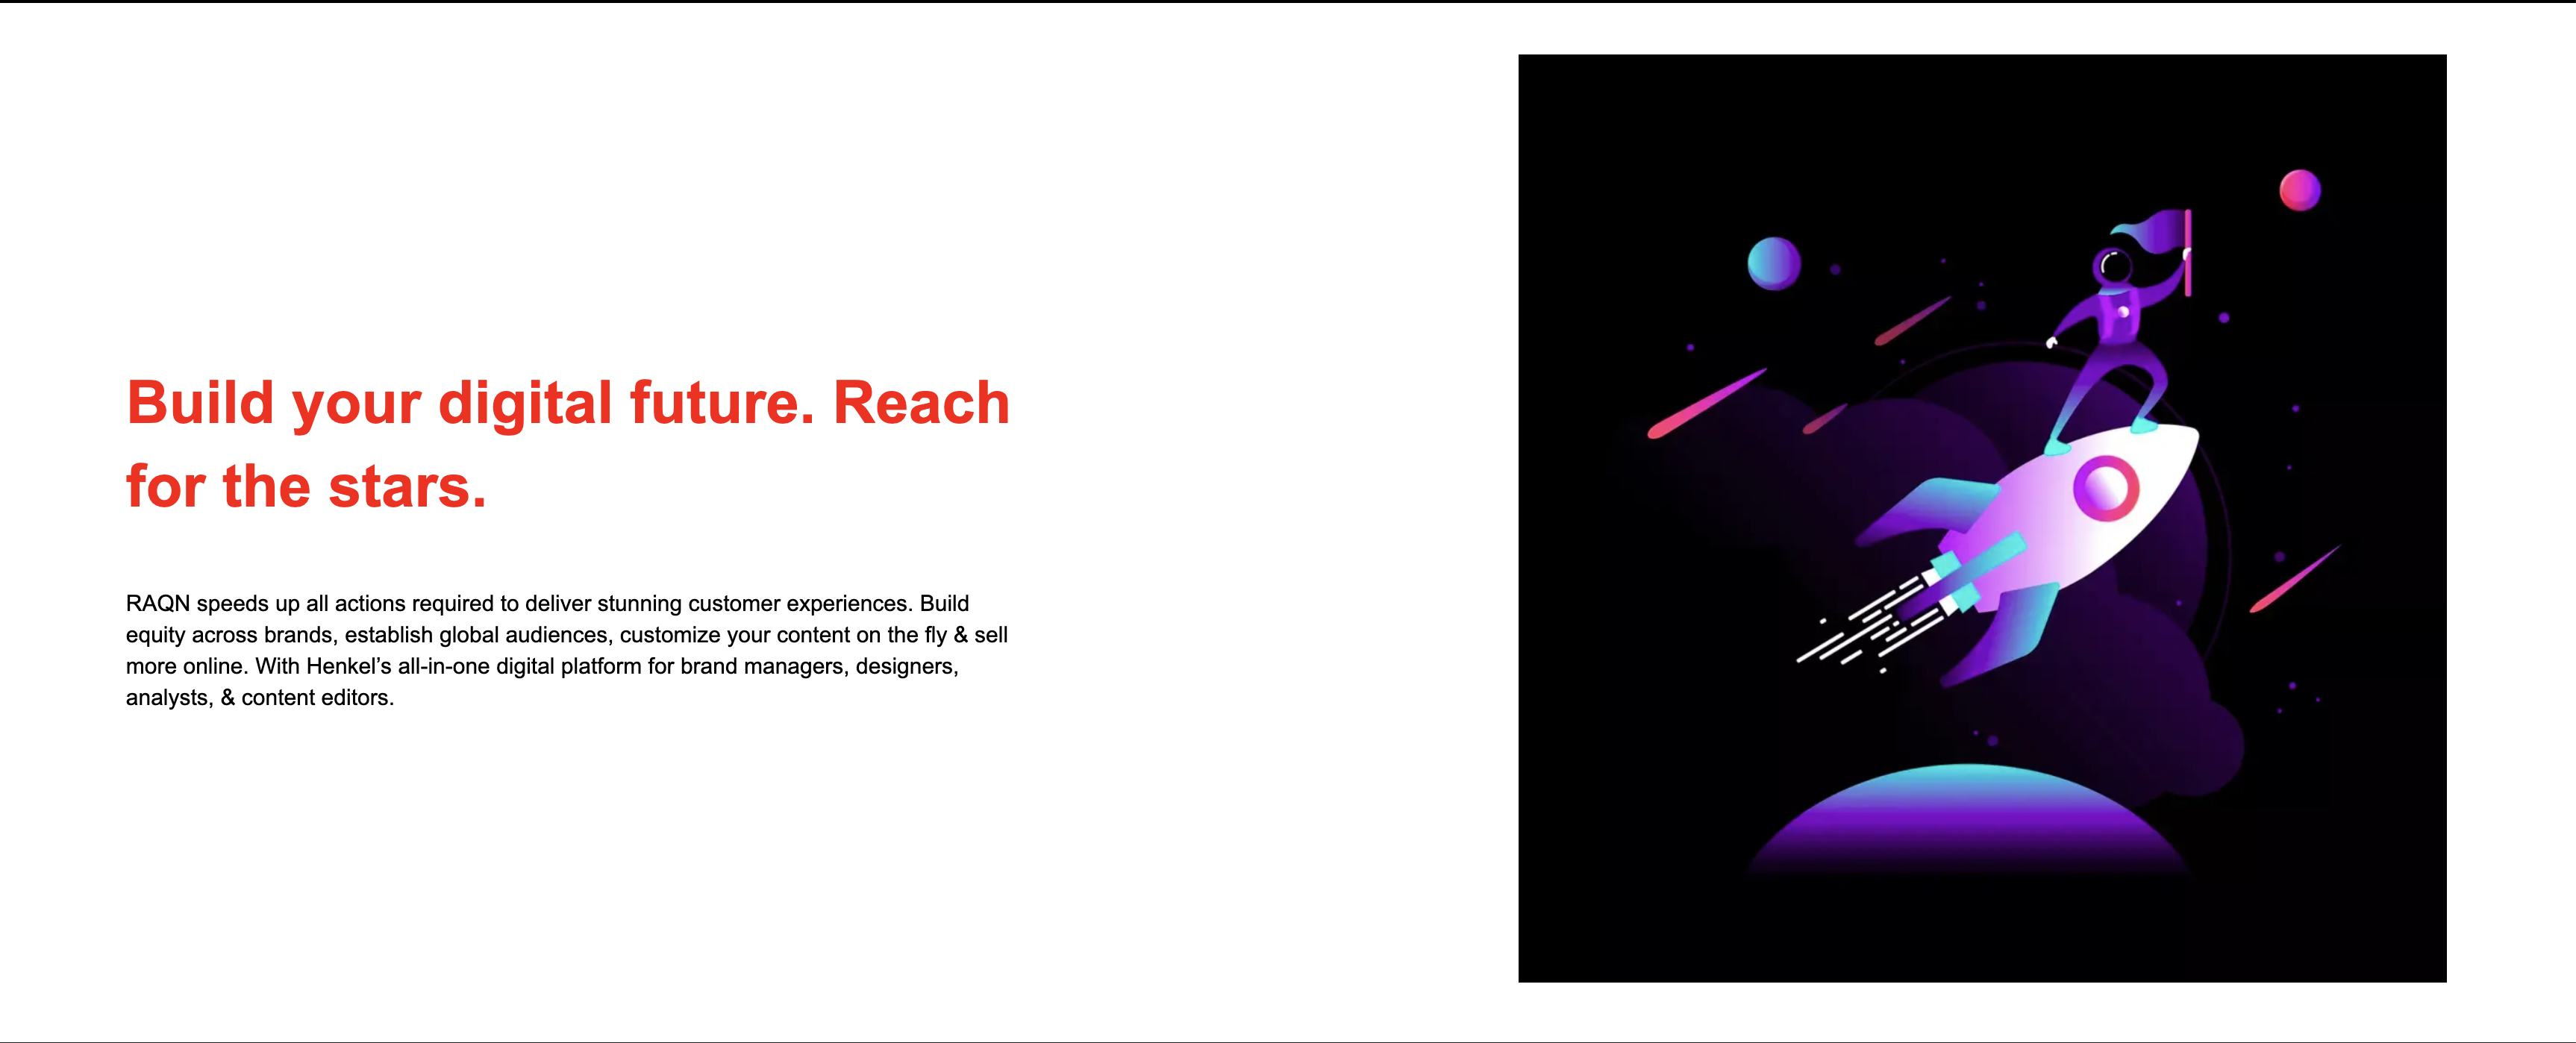 Build your digital future. Reach
for the stars.
RAQN speeds up all actions required to deliver stunning customer experiences. Build
equity across brands, establish global audiences, customize your content on the fly & sell
more online. With Henkel’s all-in-one digital platform for brand managers, designers,
analysts, & content editors.